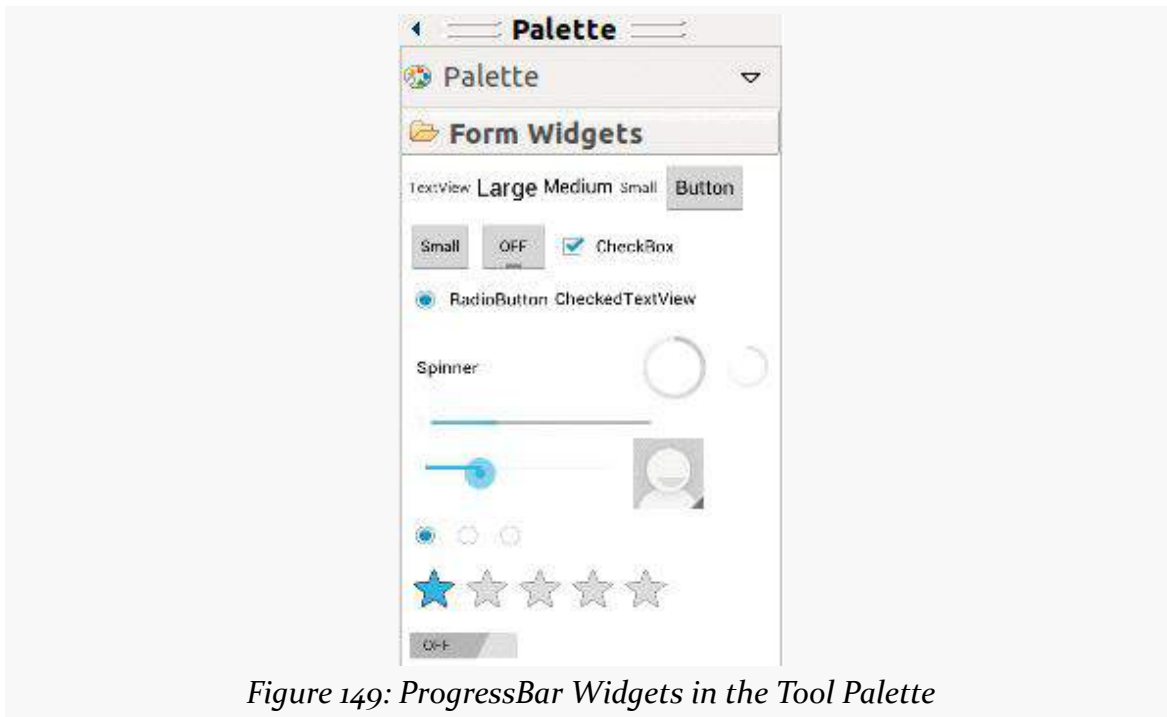 Palette
Palette
Form Widgets
TextView Large Medium Small Button
Small OFF CheckBox
RadioButton CheckedTextView
Spinner
OFF
Figure 149: ProgressBar Widgets in the Tool Palette